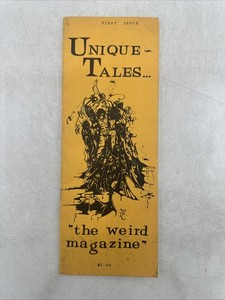 FIRST ISSUE
UNIQUE~
TALES...
"the weird
magazine"